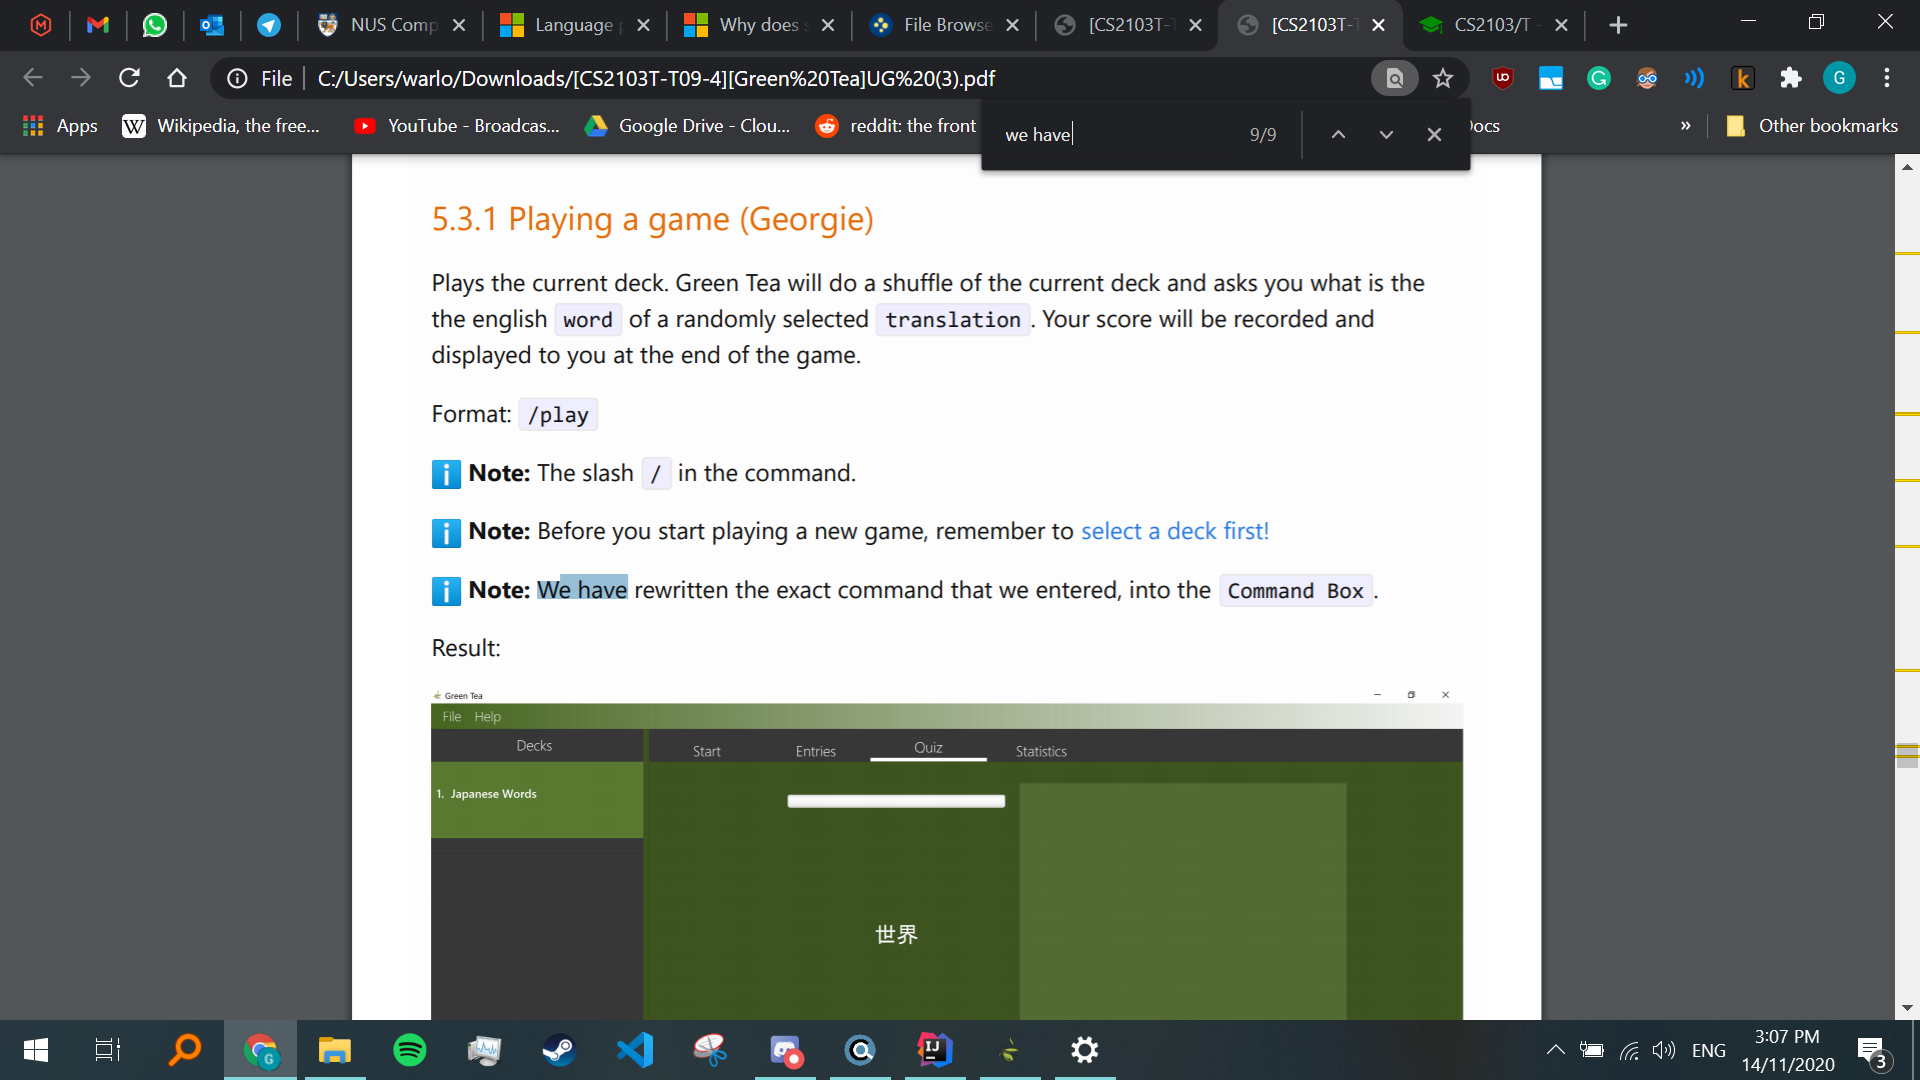 NUS Comp
Language p
Why does s
File Browse
[CS2103T-T
[CS2103T-T
CS2103/T -
File
C:/Users/warlo/Downloads/[CS2103T-T09-4][Green%20Tea]UG%20(3).pdf
G
Apps
Wikipedia, the free...
YouTube - Broadcas...
Google Drive - Clou...
reddit: the front
Docs
»
Other bookmarks
we have
9/9
5.3.1 Playing a game (Georgie)
Plays the current deck. Green Tea will do a shuffle of the current deck and asks you what is the
the english word of a randomly selected translation . Your score will be recorded and
displayed to you at the end of the game.
Format: /play
Note: The slash / in the command.
Note: Before you start playing a new game, remember to select a deck first!
Note: We have rewritten the exact command that we entered, into the Command Box .
Result:
Green Tea
File Help
Decks
Start
Entries
Quiz
Statistics
1. Japanese Words
世界
ENG
3:07 PM
14/11/2020
3